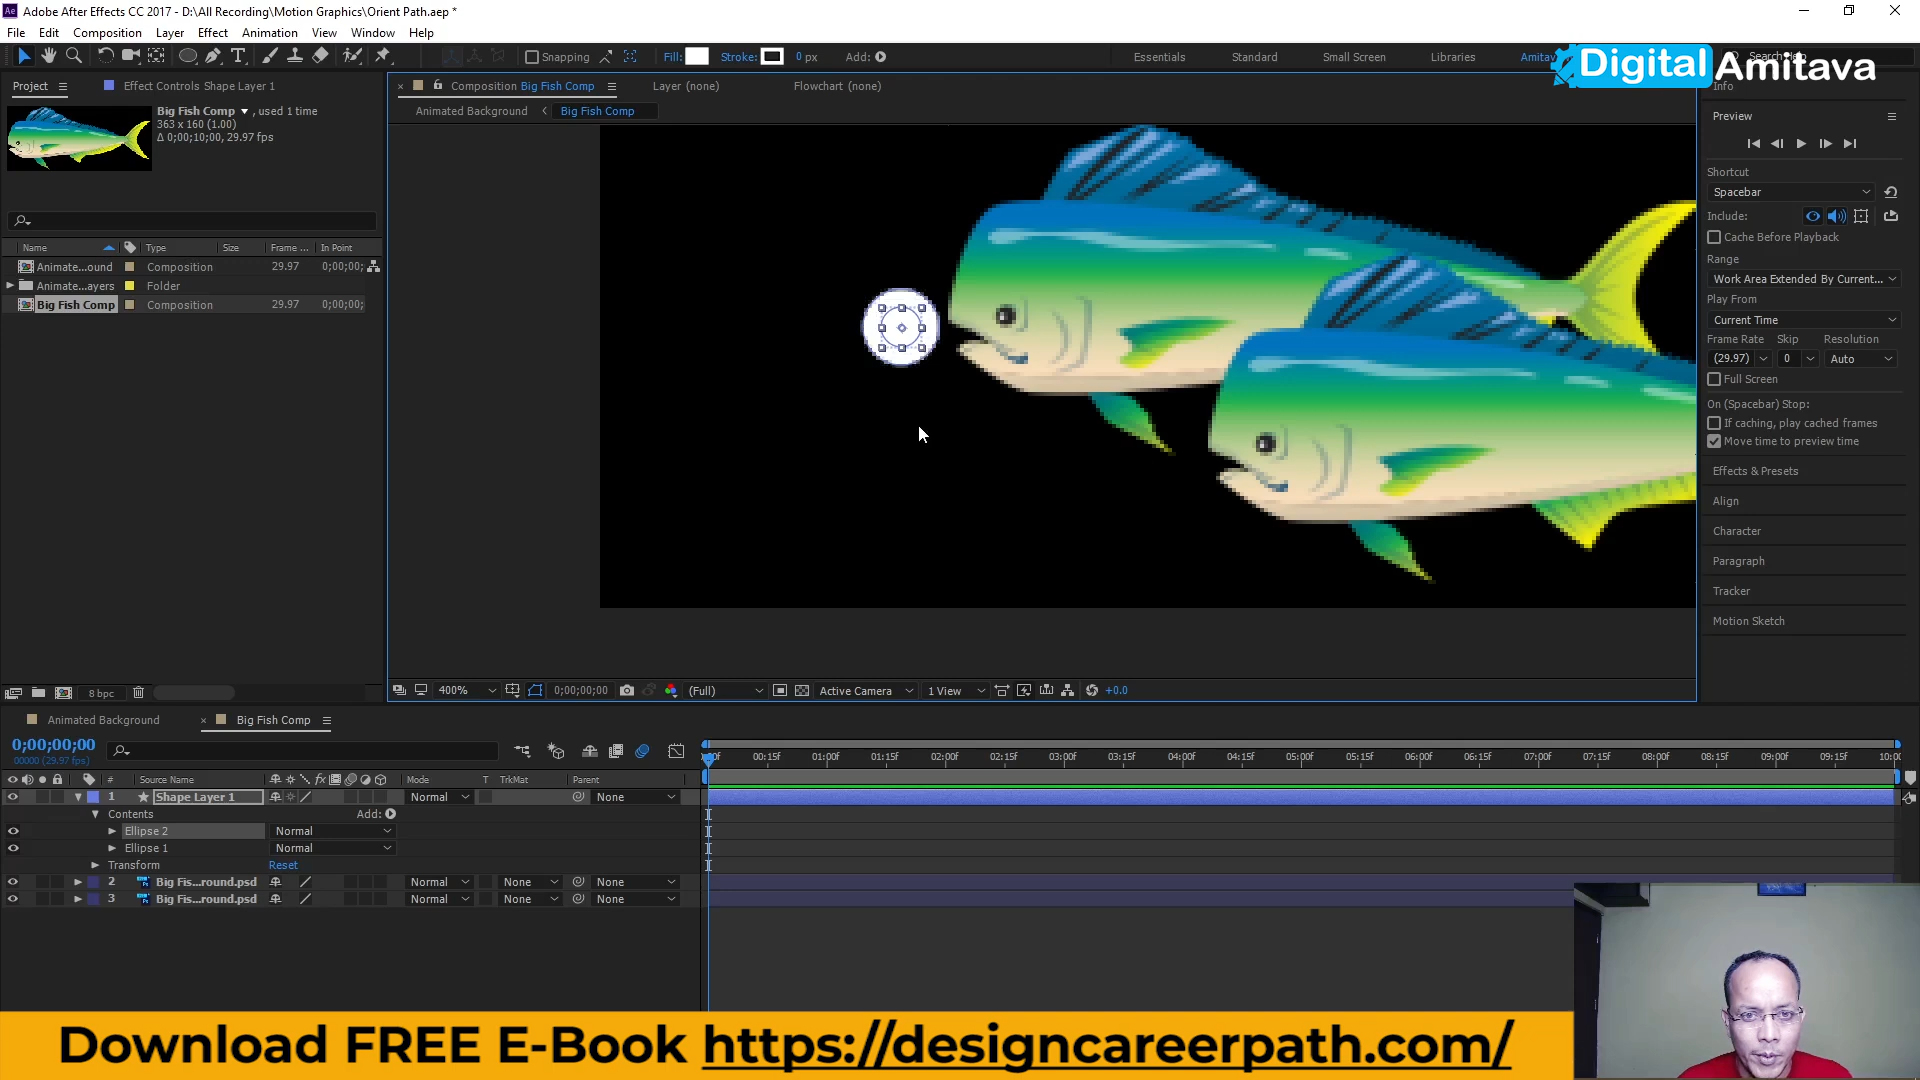 Adobe After Effects CC 2017 - D:\All Recording\Motion Graphics\Orient Path.aep *
File Edit Composition Layer Effect Animation View Window Help
Snapping Fill: Stroke: 0 px Add: Essentials Standard Small Screen Libraries Amitav Search Help
Digital Amitava
Project Effect Controls Shape Layer 1
Composition Big Fish Comp Layer (none) Flowchart (none)
Info
Big Fish Comp , used 1 time
363 x 160 (1.00)
Δ 0;00;10;00, 29.97 fps
Animated Background Big Fish Comp
Preview
Shortcut
Spacebar
Include:
Cache Before Playback
Range
Work Area Extended By Current...
Play From
Current Time
Frame Rate Skip Resolution
(29.97) 0 Auto
Full Screen
On (Spacebar) Stop:
If caching, play cached frames
Move time to preview time
Effects & Presets
Align
Character
Paragraph
Tracker
Motion Sketch
Name Type Size Frame ... In Point
Animate...ound Composition 29.97 0;00;00;
Animate...ayers Folder
Big Fish Comp Composition 29.97 0;00;00;
8 bpc
400% 0;00;00;00 (Full) Active Camera 1 View +0.0
Animated Background Big Fish Comp
0;00;00;00
00000 (29.97 fps)
00:15f 01:00f 01:15f 02:00f 02:15f 03:00f 03:15f 04:00f 04:15f 05:00f 05:15f 06:00f 06:15f 07:00f 07:15f 08:00f 08:15f 09:00f 09:15f 10:00
# Source Name Mode T TrkMat Parent
1 Shape Layer 1 Normal None
Contents Add:
Ellipse 2 Normal
Ellipse 1 Normal
Transform Reset
2 Big Fis...round.psd Normal None None
3 Big Fis...round.psd Normal None None
Download FREE E-Book https://designcareerpath.com/